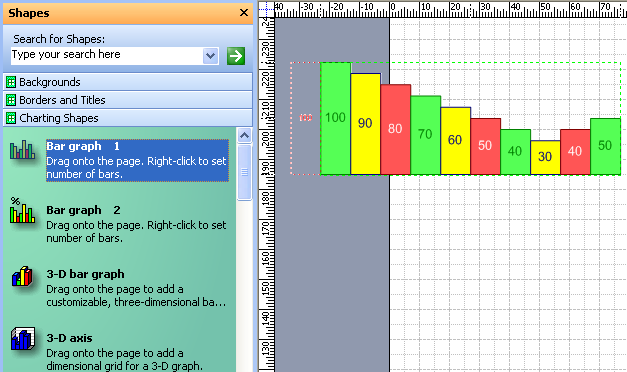 Shapes
Search for Shapes:
Type your search here
Backgrounds
Borders and Titles
Charting Shapes
Bar graph 1
Drag onto the page. Right-click to set
number of bars.
%
Bar graph 2
Drag onto the page. Right-click to set
number of bars.
3-D bar graph
Drag onto the page to add a
customizable, three-dimensional ba...
3-D axis
Drag onto the page to add a
dimensional grid for a 3-D graph.
-40 -30 -20 -10 0 10 20 30 40 50 60 70
230
220
210
200
190
180
170
160
150
140
130
100 90 80 70 60 50 40 30 40 50